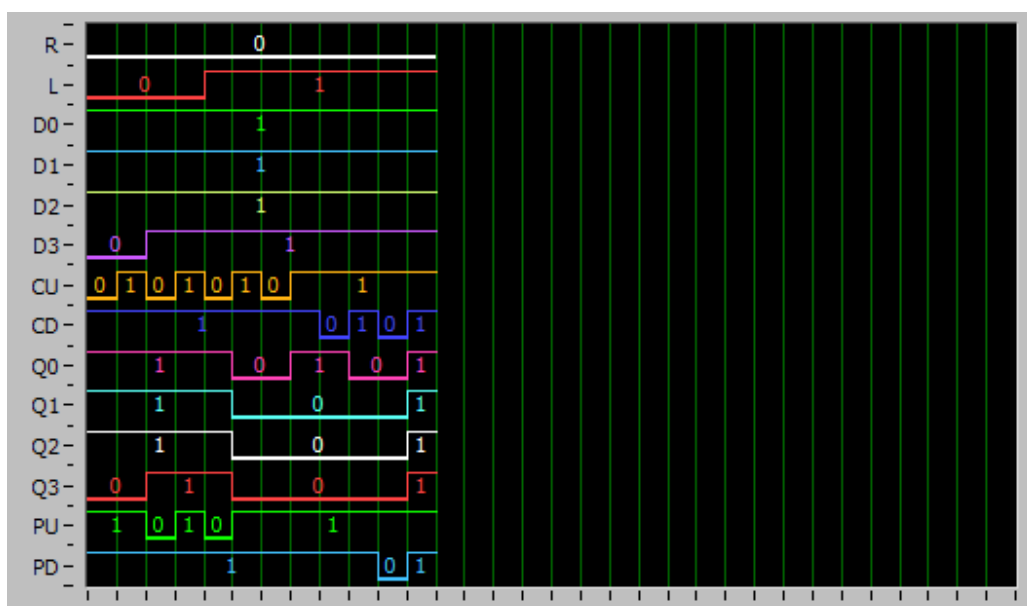 R 0
L 0 1
D0 1
D1 1
D2 1
D3 0 1
CU 0 1 0 1 0 1 0 1
CD 1 0 1 0 1
Q0 1 0 1 0 1
Q1 1 0 1
Q2 1 0 1
Q3 0 1 0 1
PU 1 0 1 0 1
PD 1 0 1